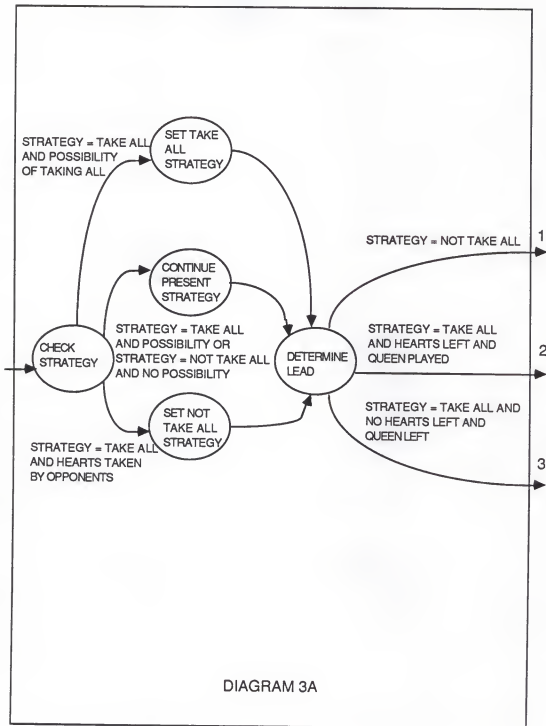 SET TAKE
ALL
STRATEGY
STRATEGY = TAKE ALL
AND POSSIBILITY
OF TAKING ALL
STRATEGY = NOT TAKE ALL
1
CONTINUE
PRESENT
STRATEGY
STRATEGY = TAKE ALL
AND POSSIBILITY OR
STRATEGY = NOT TAKE ALL
AND NO POSSIBILITY
CHECK
STRATEGY
DETERMINE
LEAD
STRATEGY = TAKE ALL
AND HEARTS LEFT AND
QUEEN PLAYED
2
SET NOT
TAKE ALL
STRATEGY
STRATEGY = TAKE ALL
AND HEARTS TAKEN
BY OPPONENTS
STRATEGY = TAKE ALL AND
NO HEARTS LEFT AND
QUEEN LEFT
3
DIAGRAM 3A